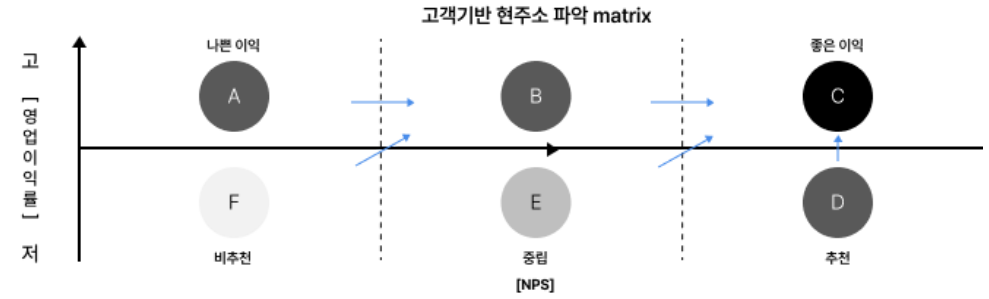 고객기반 현주소 파악 matrix
고
[영업이익률]
저
나쁜 이익
좋은 이익
A
B
C
F
E
D
비추천
중립
추천
[NPS]